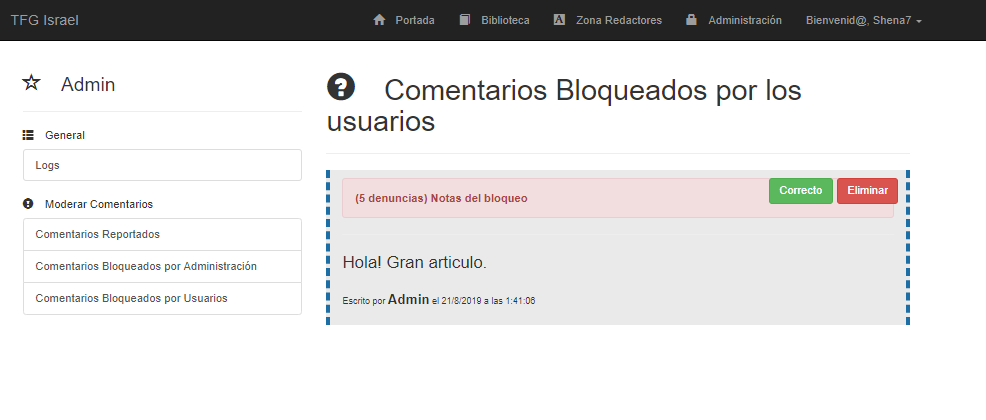 TFG Israel
Portada
Biblioteca
Zona Redactores
Administración
Bienvenid@, Shena7
Admin
General
Logs
Moderar Comentarios
Comentarios Reportados
Comentarios Bloqueados por Administración
Comentarios Bloqueados por Usuarios
Comentarios Bloqueados por los
usuarios
(5 denuncias) Notas del bloqueo
Correcto
Eliminar
Hola! Gran articulo.
Escrito por Admin el 21/8/2019 a las 1:41:06